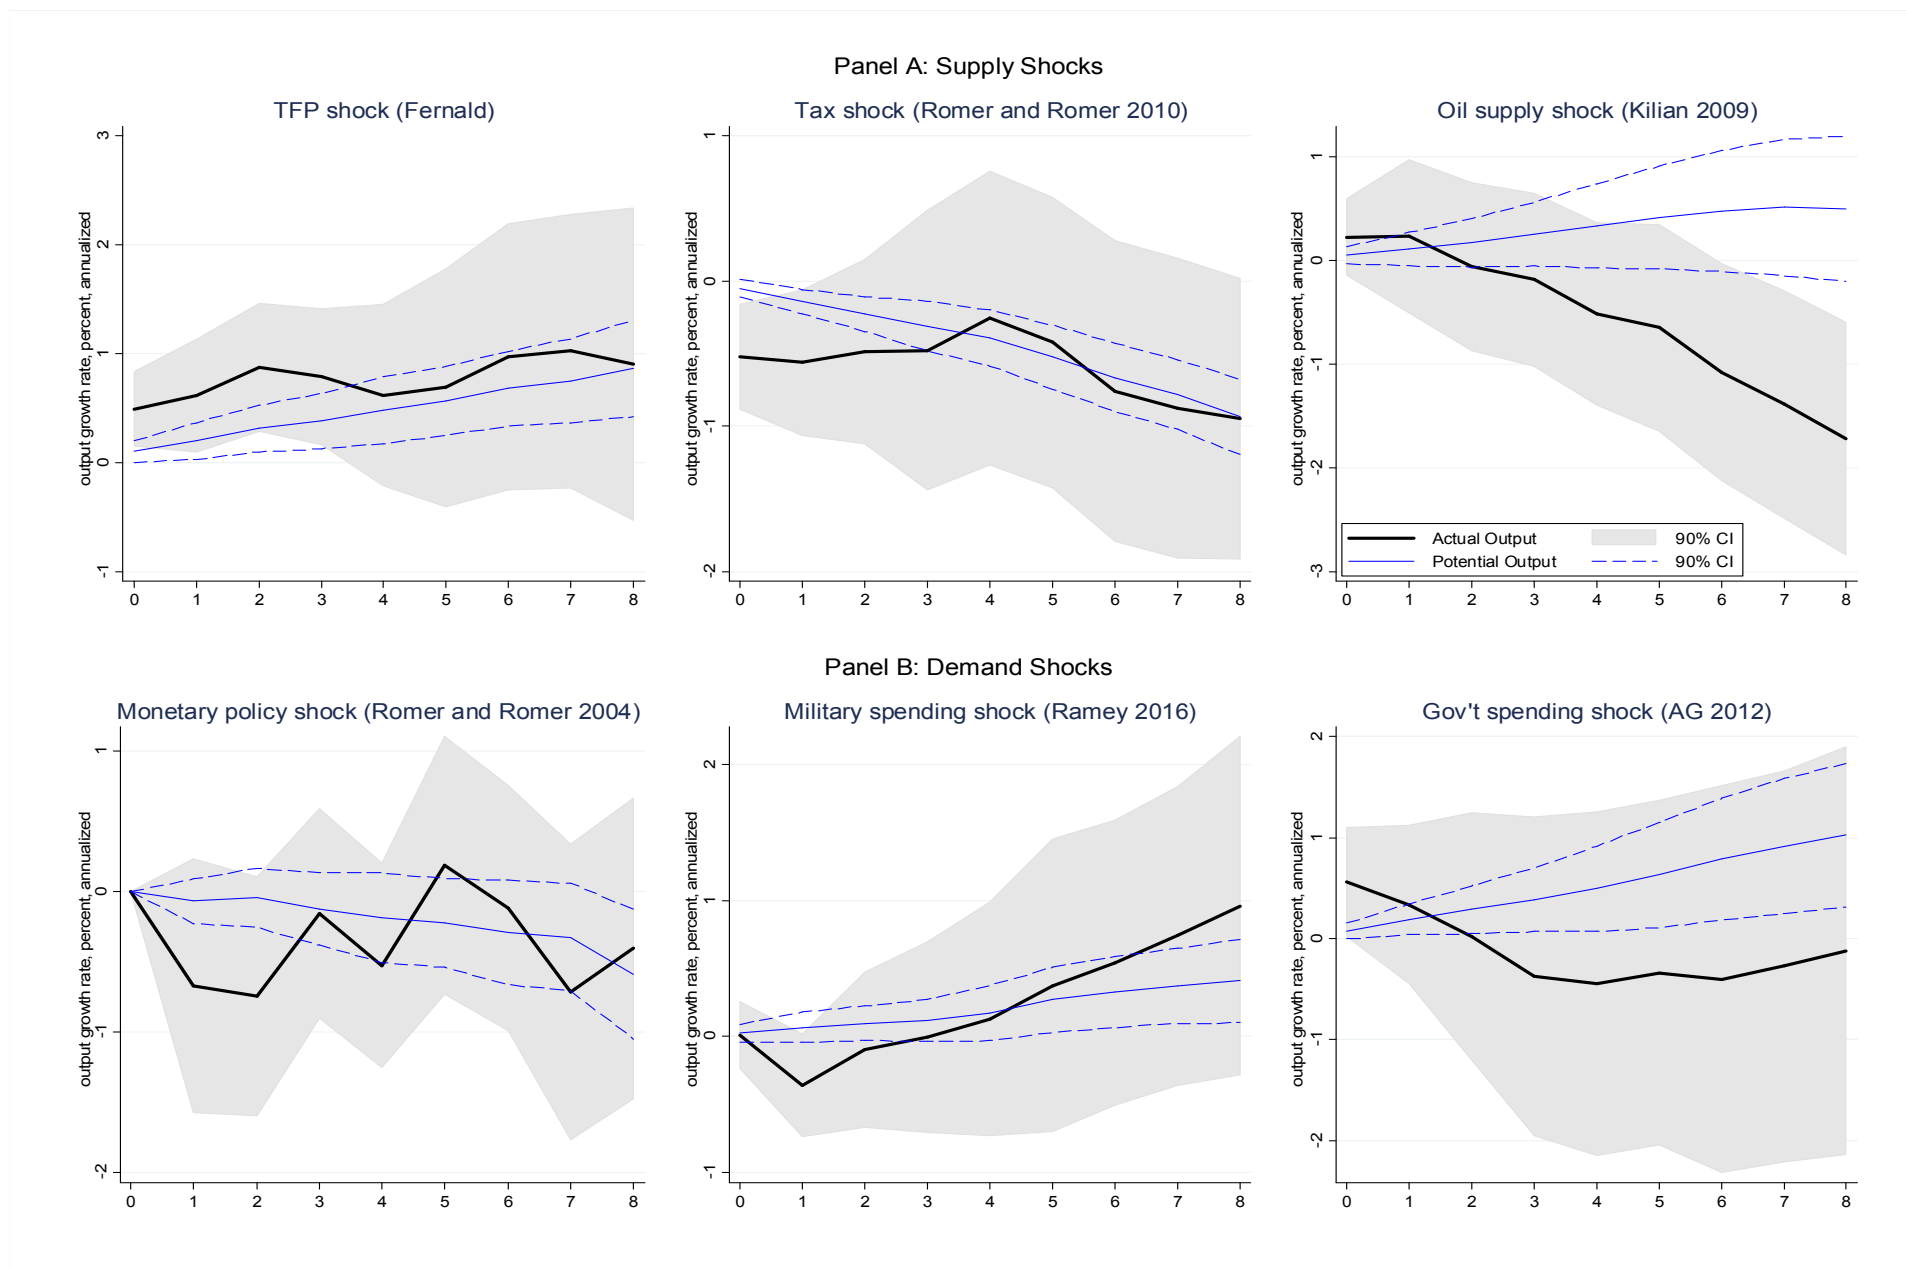 Panel A: Supply Shocks
TFP shock (Fernald)
output growth rate, percent, annualized
3
2
1
0
-1
0 1 2 3 4 5 6 7 8
Tax shock (Romer and Romer 2010)
output growth rate, percent, annualized
1
0
-1
-2
0 1 2 3 4 5 6 7 8
Oil supply shock (Kilian 2009)
output growth rate, percent, annualized
1
0
-1
-2
-3
Actual Output 90% CI
Potential Output 90% CI
0 1 2 3 4 5 6 7 8
Panel B: Demand Shocks
Monetary policy shock (Romer and Romer 2004)
output growth rate, percent, annualized
1
0
-1
-2
0 1 2 3 4 5 6 7 8
Military spending shock (Ramey 2016)
output growth rate, percent, annualized
2
1
0
-1
0 1 2 3 4 5 6 7 8
Gov't spending shock (AG 2012)
output growth rate, percent, annualized
2
1
0
-1
-2
0 1 2 3 4 5 6 7 8